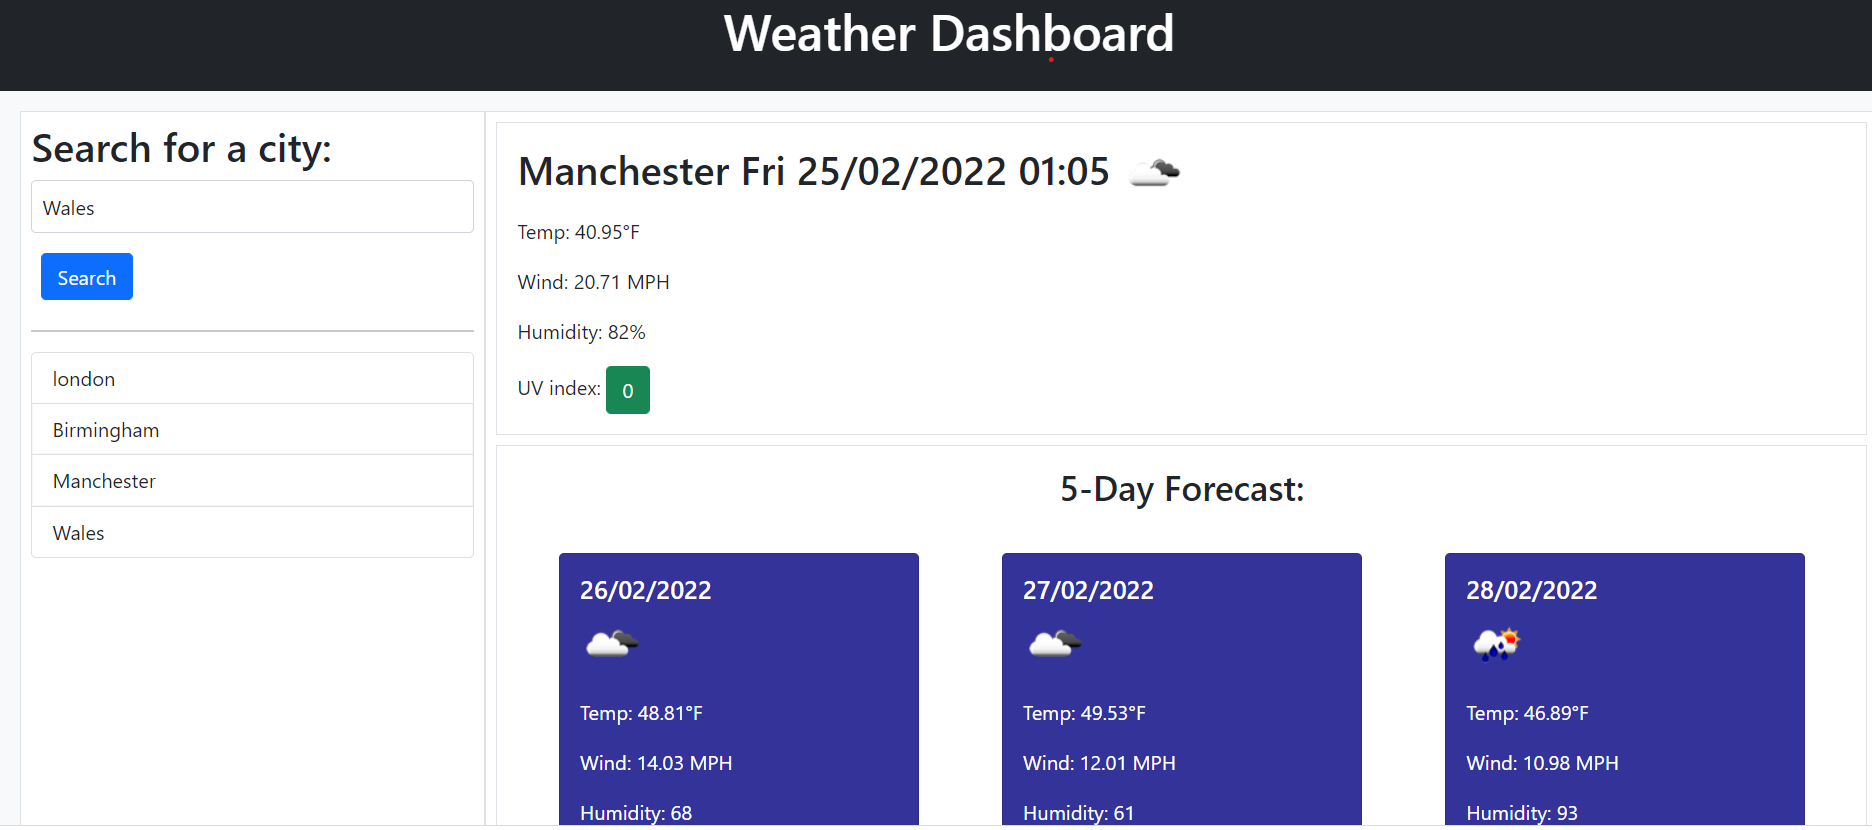 Weather Dashboard
Search for a city:
Wales
Search
london
Birmingham
Manchester
Wales
Manchester Fri 25/02/2022 01:05
Temp: 40.95°F
Wind: 20.71 MPH
Humidity: 82%
UV index: 0
5-Day Forecast:
26/02/2022
Temp: 48.81°F
Wind: 14.03 MPH
Humidity: 68
27/02/2022
Temp: 49.53°F
Wind: 12.01 MPH
Humidity: 61
28/02/2022
Temp: 46.89°F
Wind: 10.98 MPH
Humidity: 93